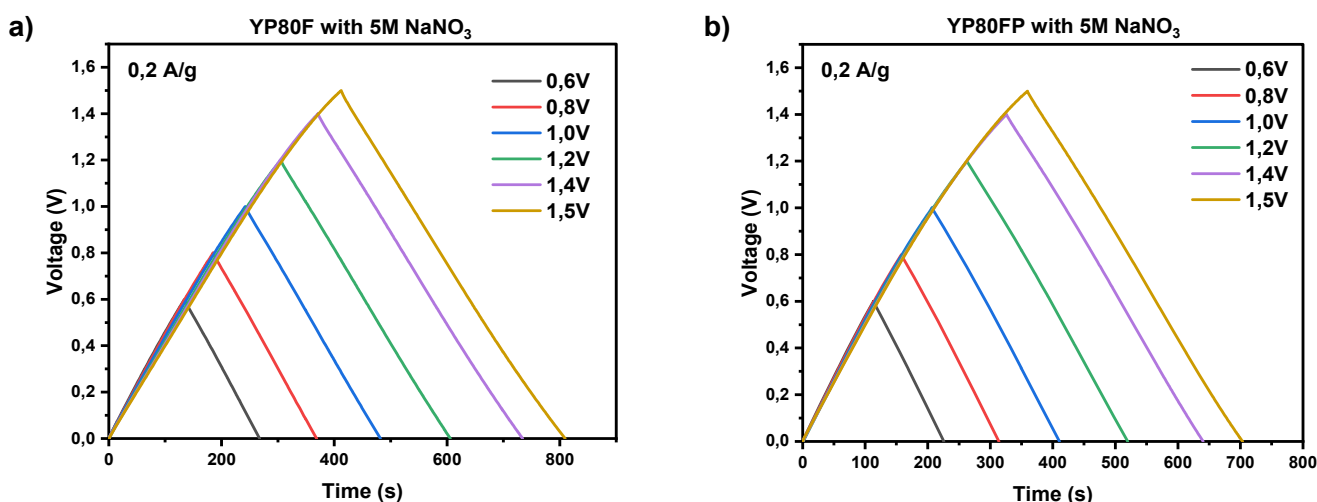 a)
YP80F with 5M NaNO₃
0,2 A/g
0,6V
0,8V
1,0V
1,2V
1,4V
1,5V
1,6
1,4
1,2
1,0
0,8
0,6
0,4
0,2
0,0
Voltage (V)
0 200 400 600 800
Time (s)
b)
YP80FP with 5M NaNO₃
0,2 A/g
0,6V
0,8V
1,0V
1,2V
1,4V
1,5V
1,6
1,4
1,2
1,0
0,8
0,6
0,4
0,2
0,0
Voltage (V)
0 100 200 300 400 500 600 700 800
Time (s)